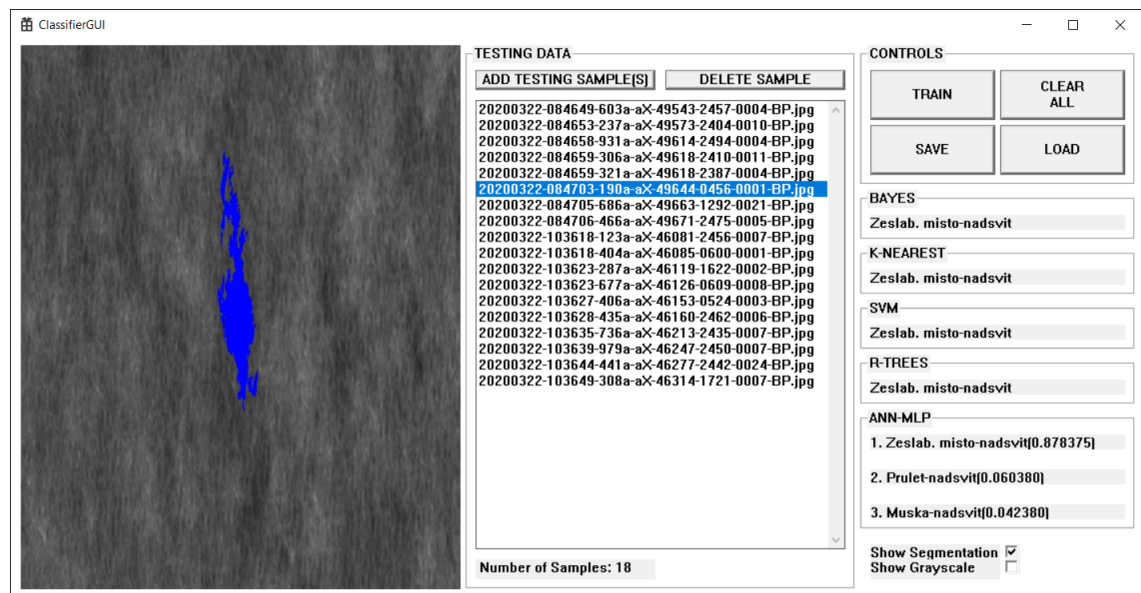 ClassifierGUI
TESTING DATA
ADD TESTING SAMPLE(S)
DELETE SAMPLE
20200322-084649-603a-aX-49543-2457-0004-BP.jpg
20200322-084653-237a-aX-49573-2404-0010-BP.jpg
20200322-084658-931a-aX-49614-2494-0004-BP.jpg
20200322-084659-306a-aX-49618-2410-0011-BP.jpg
20200322-084659-321a-aX-49618-2387-0004-BP.jpg
20200322-084703-190a-aX-49644-0456-0001-BP.jpg
20200322-084705-686a-aX-49663-1292-0021-BP.jpg
20200322-084706-466a-aX-49671-2475-0005-BP.jpg
20200322-103618-123a-aX-46081-2456-0007-BP.jpg
20200322-103618-404a-aX-46085-0600-0001-BP.jpg
20200322-103623-287a-aX-46119-1622-0002-BP.jpg
20200322-103623-677a-aX-46126-0609-0008-BP.jpg
20200322-103627-406a-aX-46153-0524-0003-BP.jpg
20200322-103628-435a-aX-46160-2462-0006-BP.jpg
20200322-103635-736a-aX-46213-2435-0007-BP.jpg
20200322-103639-979a-aX-46247-2450-0007-BP.jpg
20200322-103644-441a-aX-46277-2442-0024-BP.jpg
20200322-103649-308a-aX-46314-1721-0007-BP.jpg
Number of Samples: 18
CONTROLS
TRAIN
CLEAR
ALL
SAVE
LOAD
BAYES
Zeslab. misto-nadsvit
K-NEAREST
Zeslab. misto-nadsvit
SVM
Zeslab. misto-nadsvit
R-TREES
Zeslab. misto-nadsvit
ANN-MLP
1. Zeslab. misto-nadsvit(0.878375)
2. Prulet-nadsvit(0.060380)
3. Muska-nadsvit(0.042380)
Show Segmentation
Show Grayscale